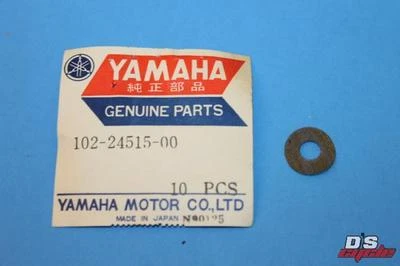 YAMAHA
純正部品
GENUINE PARTS
102-24515-00
10 PCS
YAMAHA MOTOR CO.,LTD
MADE IN JAPAN
D's
cycle